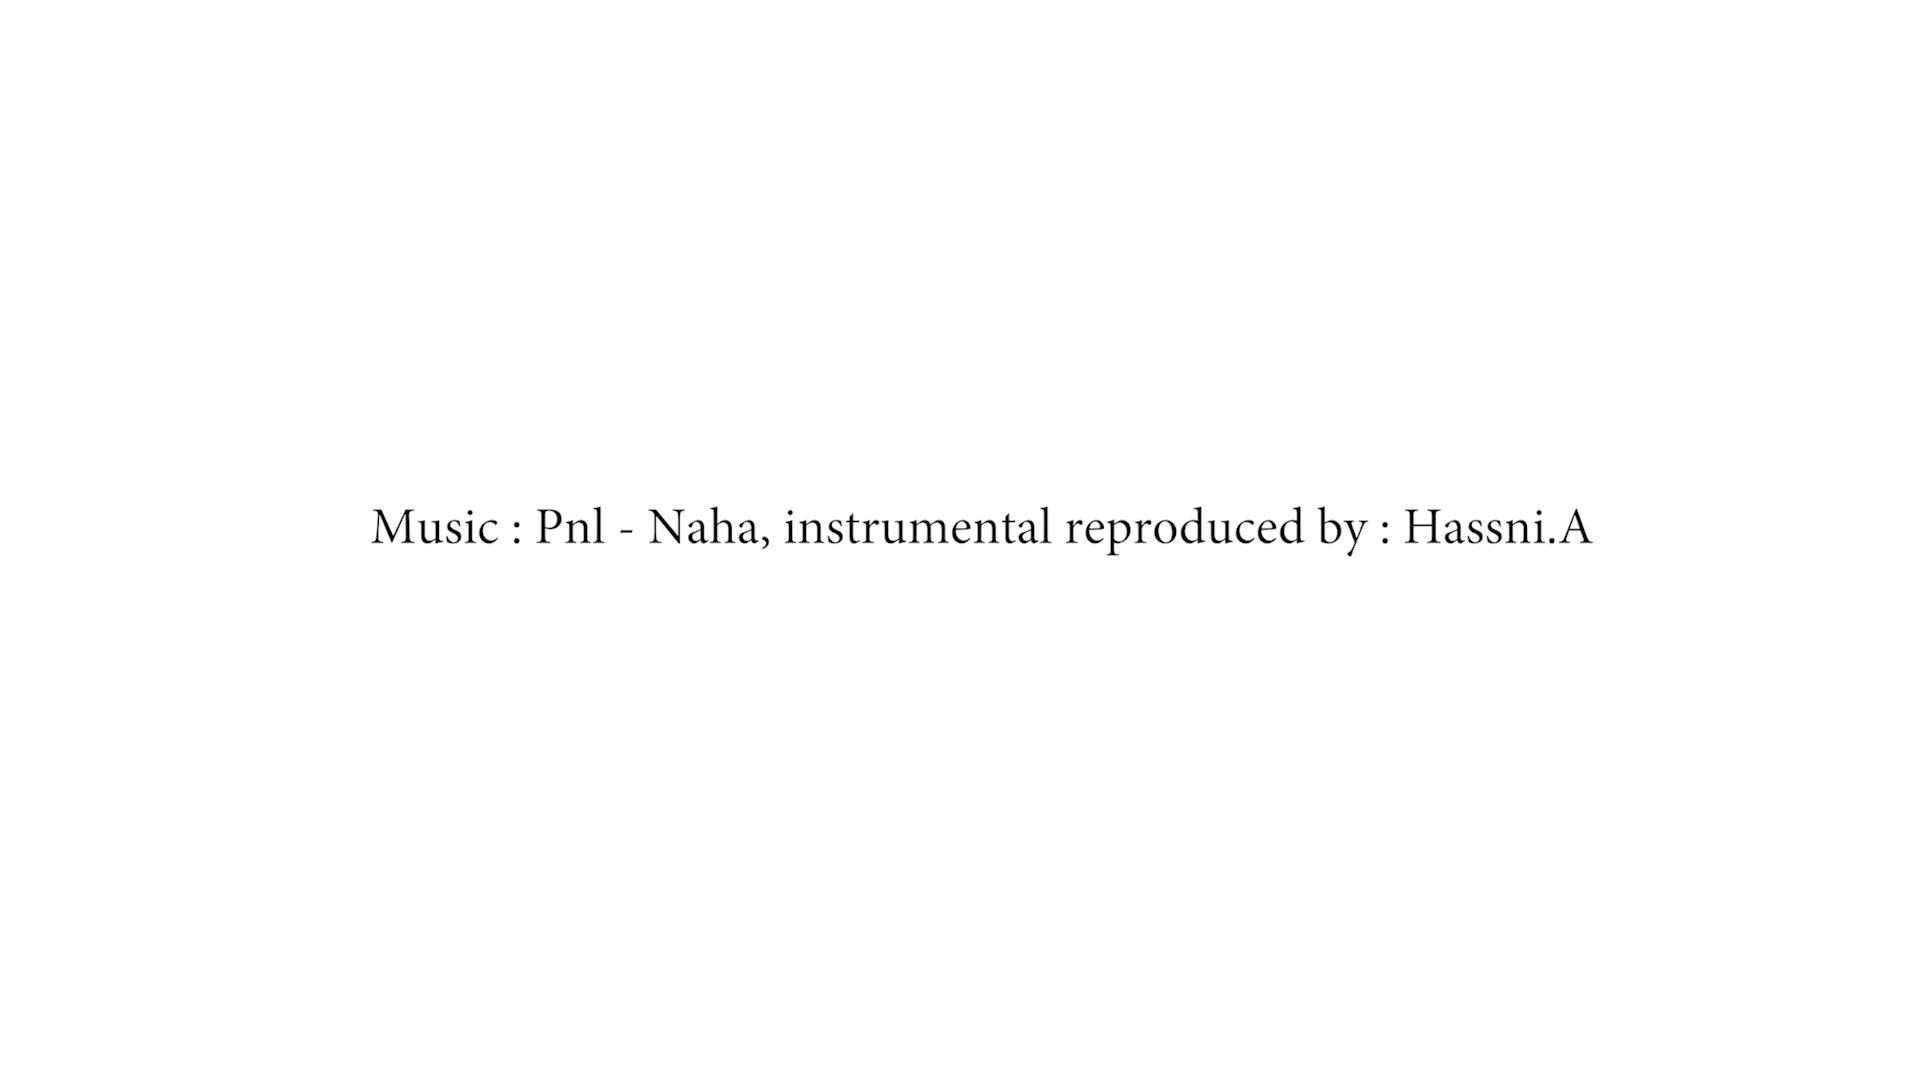 Music : Pnl - Naha, instrumental reproduced by : Hassni.A